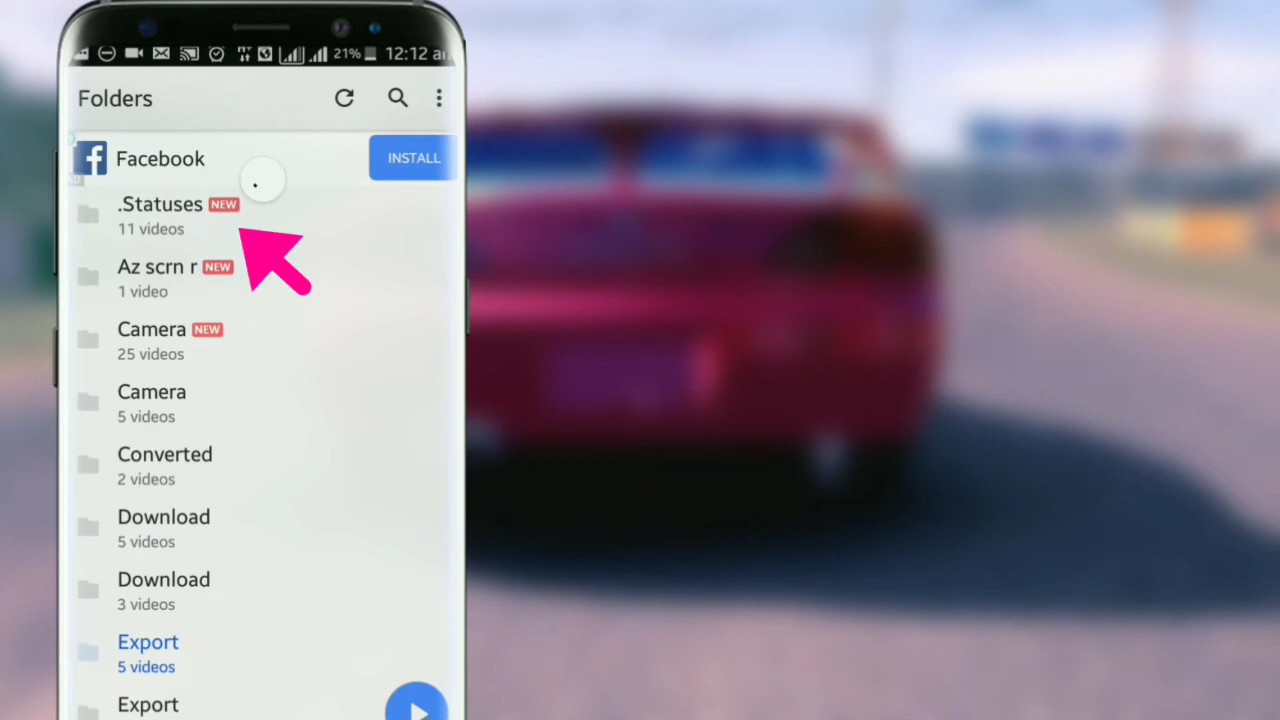 21% 12:12 a
Folders
Facebook
INSTALL
.Statuses NEW
11 videos
Az scrn r NEW
1 video
Camera NEW
25 videos
Camera
5 videos
Converted
2 videos
Download
5 videos
Download
3 videos
Export
5 videos
Export